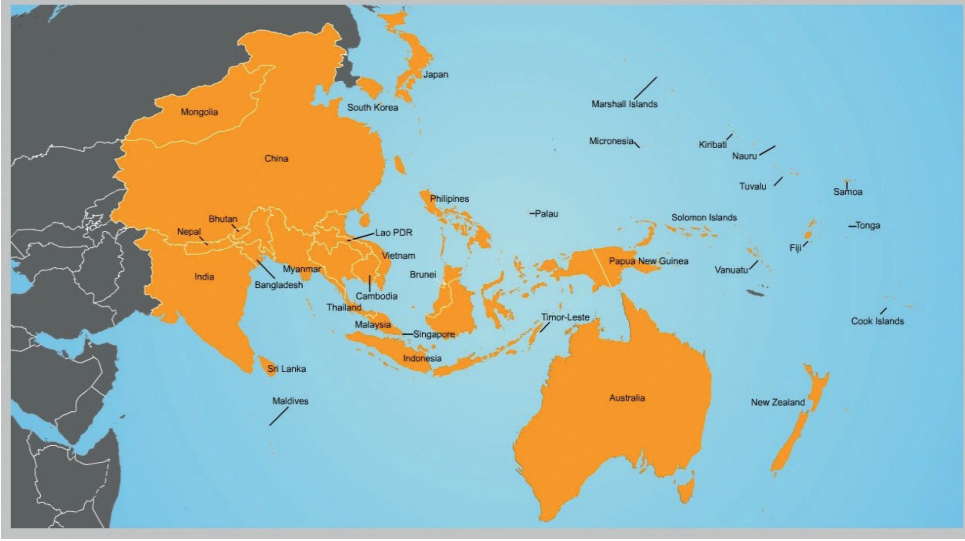 Japan
South Korea
Mongolia
China
Marshall Islands
Micronesia
Kiribati
Nauru
Tuvalu
Samoa
Philipines
Palau
Bhutan
Nepal
Lao PDR
Solomon Islands
Tonga
Fiji
Vietnam
Papua New Guinea
Myanmar
India
Bangladesh
Brunei
Vanuatu
Cambodia
Thailand
Timor-Leste
Cook Islands
Malaysia
Singapore
Indonesia
Sri Lanka
Maldives
Australia
New Zealand